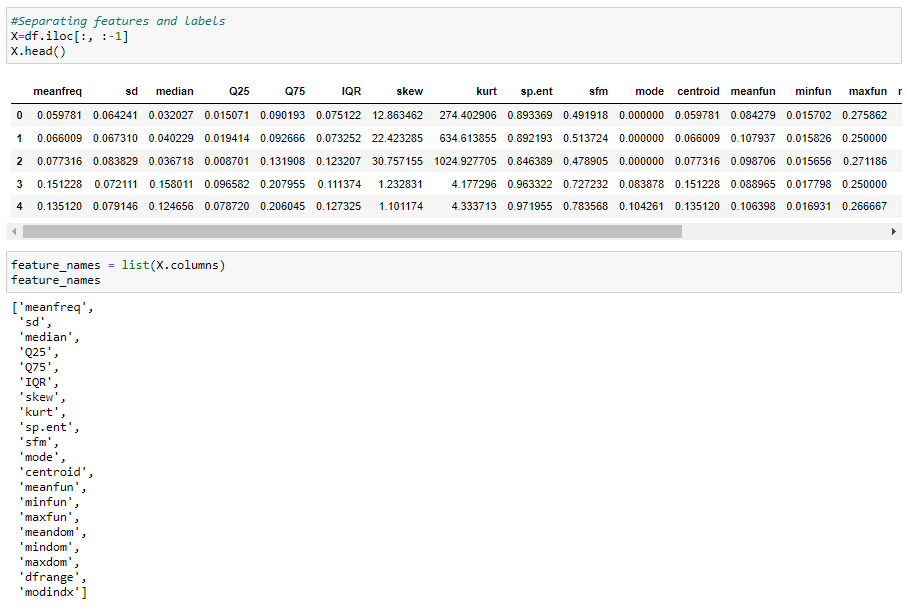 #Separating features and labels
X=df.iloc[:, :-1]
X.head()
meanfreq sd median Q25 Q75 IQR skew kurt sp.ent sfm mode centroid meanfun minfun maxfun
0 0.059781 0.064241 0.032027 0.015071 0.090193 0.075122 12.863462 274.402906 0.893369 0.491918 0.000000 0.059781 0.084279 0.015702 0.275862
1 0.066009 0.067310 0.040229 0.019414 0.092666 0.073252 22.423285 634.613855 0.892193 0.513724 0.000000 0.066009 0.107937 0.015826 0.250000
2 0.077316 0.083829 0.036718 0.008701 0.131908 0.123207 30.757155 1024.927705 0.846389 0.478905 0.000000 0.077316 0.098706 0.015656 0.271186
3 0.151228 0.072111 0.158011 0.096582 0.207955 0.111374 1.232831 4.177296 0.963322 0.727232 0.083878 0.151228 0.088965 0.017798 0.250000
4 0.135120 0.079146 0.124656 0.078720 0.206045 0.127325 1.101174 4.333713 0.971955 0.783568 0.104261 0.135120 0.106398 0.016931 0.266667
feature_names = list(X.columns)
feature_names
['meanfreq',
'sd',
'median',
'Q25',
'Q75',
'IQR',
'skew',
'kurt',
'sp.ent',
'sfm',
'mode',
'centroid',
'meanfun',
'minfun',
'maxfun',
'meandom',
'mindom',
'maxdom',
'dfrange',
'modindx']